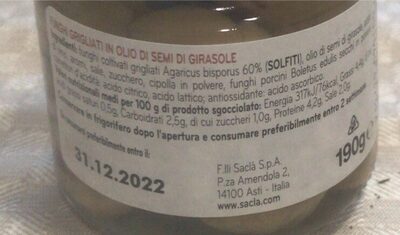 FUNGHI GRIGLIATI IN OLIO DI SEMI DI GIRASOLE
Ingredienti: funghi coltivati grigliati Agaricus bisporus 60% (SOLFITI), olio di semi di girasole,
aceto, sale, zucchero, cipolla in polvere, funghi porcini Boletus edulis
d'acidità: acido citrico, acido lattico; antiossidante: acido ascorbico.
nutrizionali medi per 100 g di prodotto sgocciolato: Energia 317kJ/76kcal, Grassi
saturi 0,5g, Carboidrati 2,5g, di cui zuccheri 1,0g, Proteine 4,2g, Sale 2,0g.
in frigorifero dopo l'apertura e consumare preferibilmente entro 2 settimane.
preferibilmente entro il:
31.12.2022
F.lli Saclà S.p.A.
P.za Amendola 2,
14100 Asti - Italia
www.sacla.com
190g e